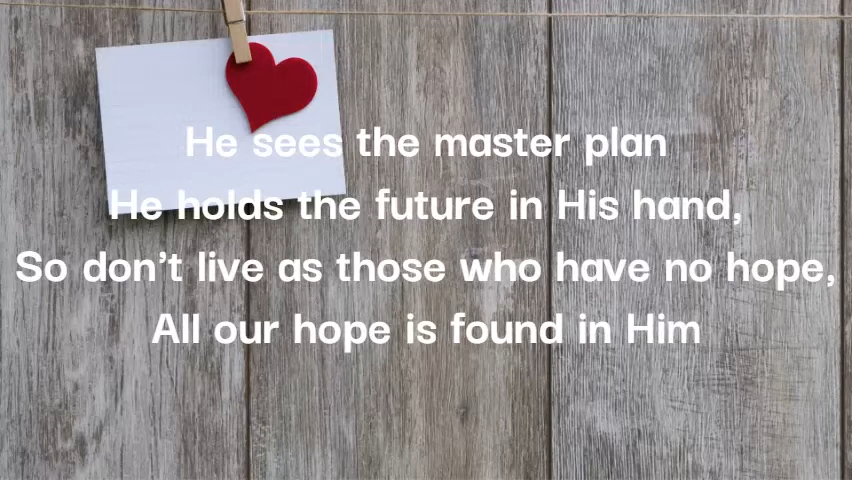 He sees the master plan
He holds the future in His hand,
So don’t live as those who have no hope,
All our hope is found in Him